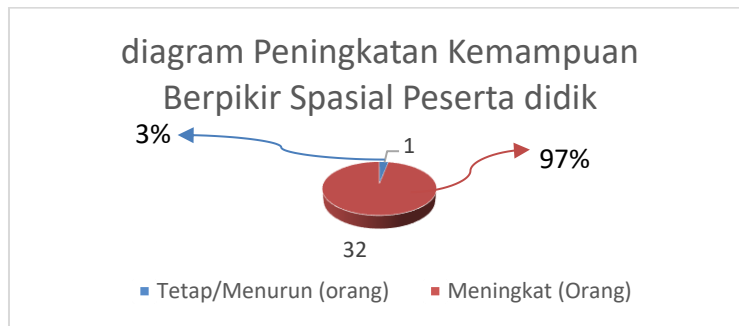 diagram Peningkatan Kemampuan
Berpikir Spasial Peserta didik
3%
1
97%
32
Tetap/Menurun (orang)
Meningkat (Orang)